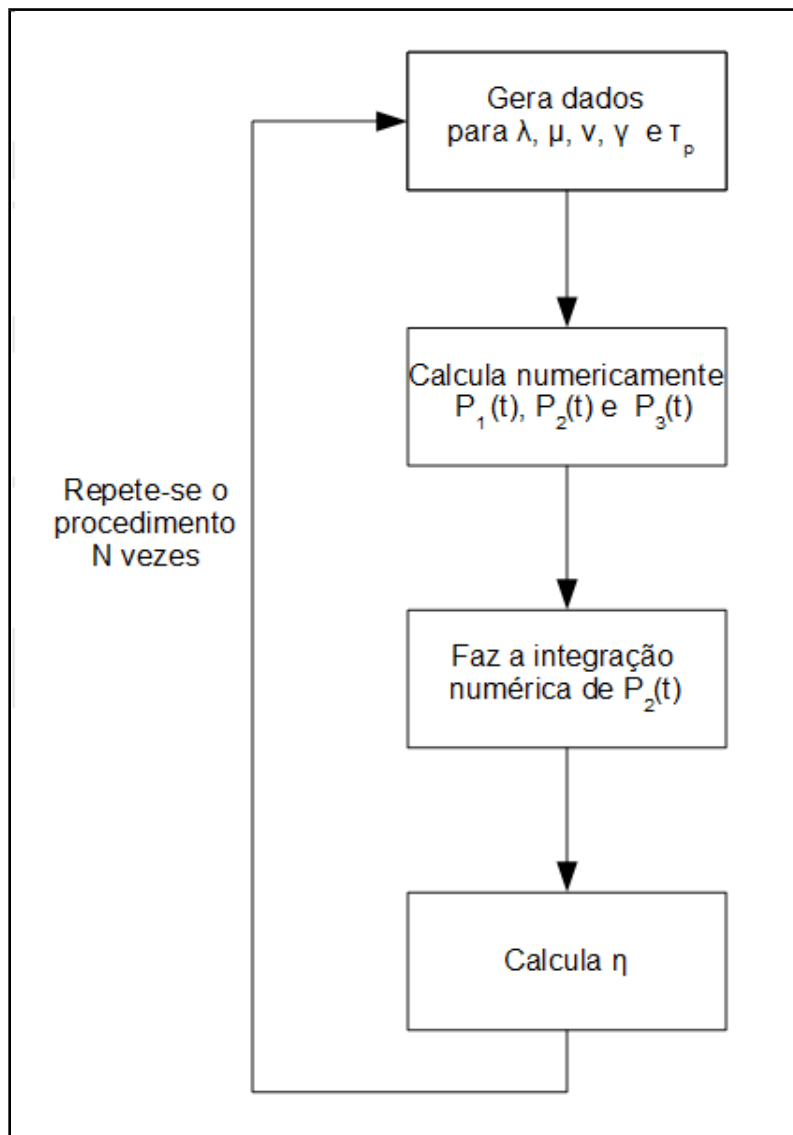 Gera dados
para λ, μ, ν, γ e τp
Calcula numericamente
P1(t), P2(t) e P3(t)
Repete-se o
procedimento
N vezes
Faz a integração
numérica de P2(t)
Calcula η